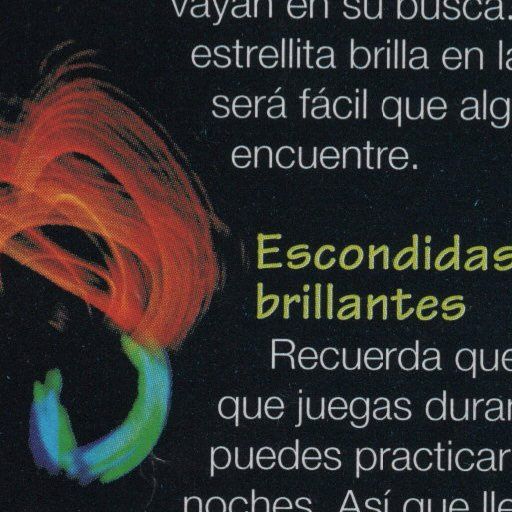 vayan en su busca.
estrellita brilla en la
será fácil que alg
encuentre.
Escondidas
brillantes
Recuerda que
que juegas duran
puedes practicar
noches. Así que lle